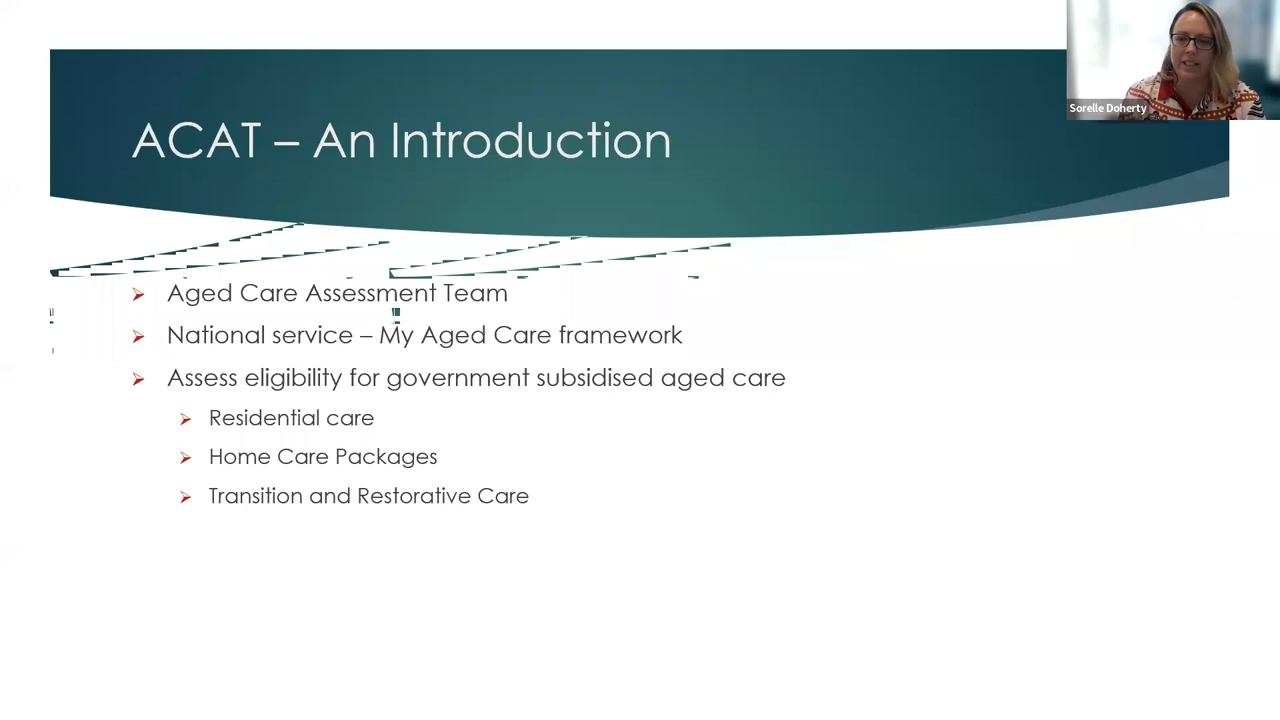 Sorelle Doherty
ACAT – An Introduction
Aged Care Assessment Team
National service – My Aged Care framework
Assess eligibility for government subsidised aged care
Residential care
Home Care Packages
Transition and Restorative Care